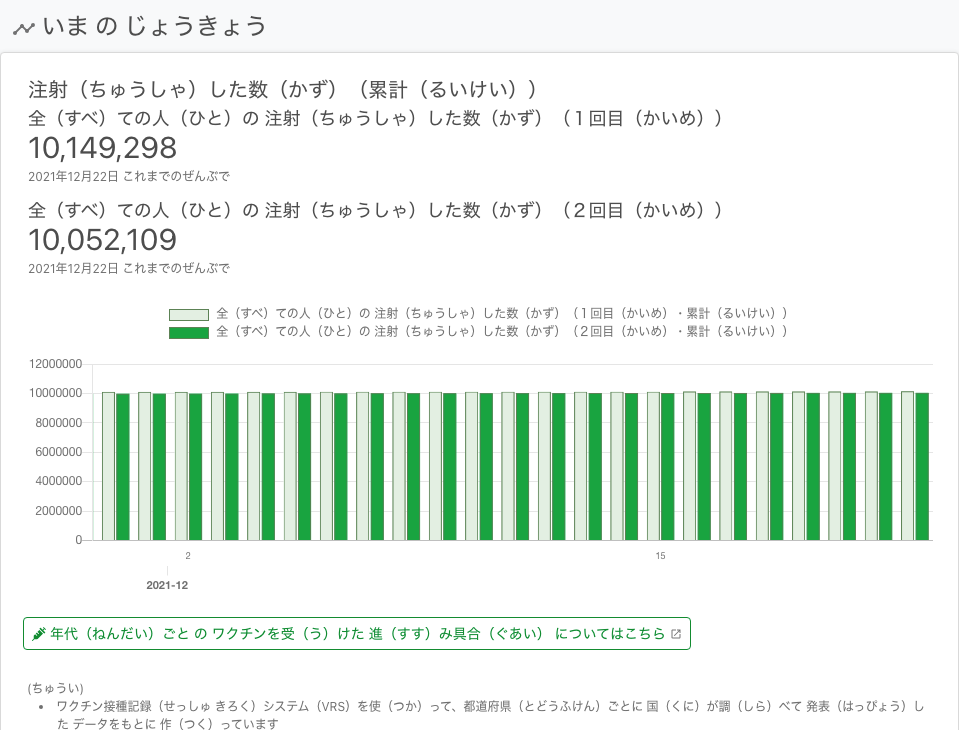 いま の じょうきょう
注射（ちゅうしゃ）した数（かず）（累計（るいけい））
全（すべ）ての人（ひと）の 注射（ちゅうしゃ）した数（かず）（１回目（かいめ））
10,149,298
2021年12月22日 これまでのぜんぶで
全（すべ）ての人（ひと）の 注射（ちゅうしゃ）した数（かず）（２回目（かいめ））
10,052,109
2021年12月22日 これまでのぜんぶで
全（すべ）ての人（ひと）の 注射（ちゅうしゃ）した数（かず）（１回目（かいめ）・累計（るいけい））
全（すべ）ての人（ひと）の 注射（ちゅうしゃ）した数（かず）（２回目（かいめ）・累計（るいけい））
12000000
10000000
8000000
6000000
4000000
2000000
0
2 15
2021-12
年代（ねんだい）ごと の ワクチンを受（う）けた 進（すす）み具合（ぐあい） についてはこちら
(ちゅうい)
• ワクチン接種記録（せっしゅ きろく）システム（VRS）を使（つか）って、都道府県（とどうふけん）ごとに 国（くに）が調（しら）べて 発表（はっぴょう）し
た データをもとに 作（つく）っています